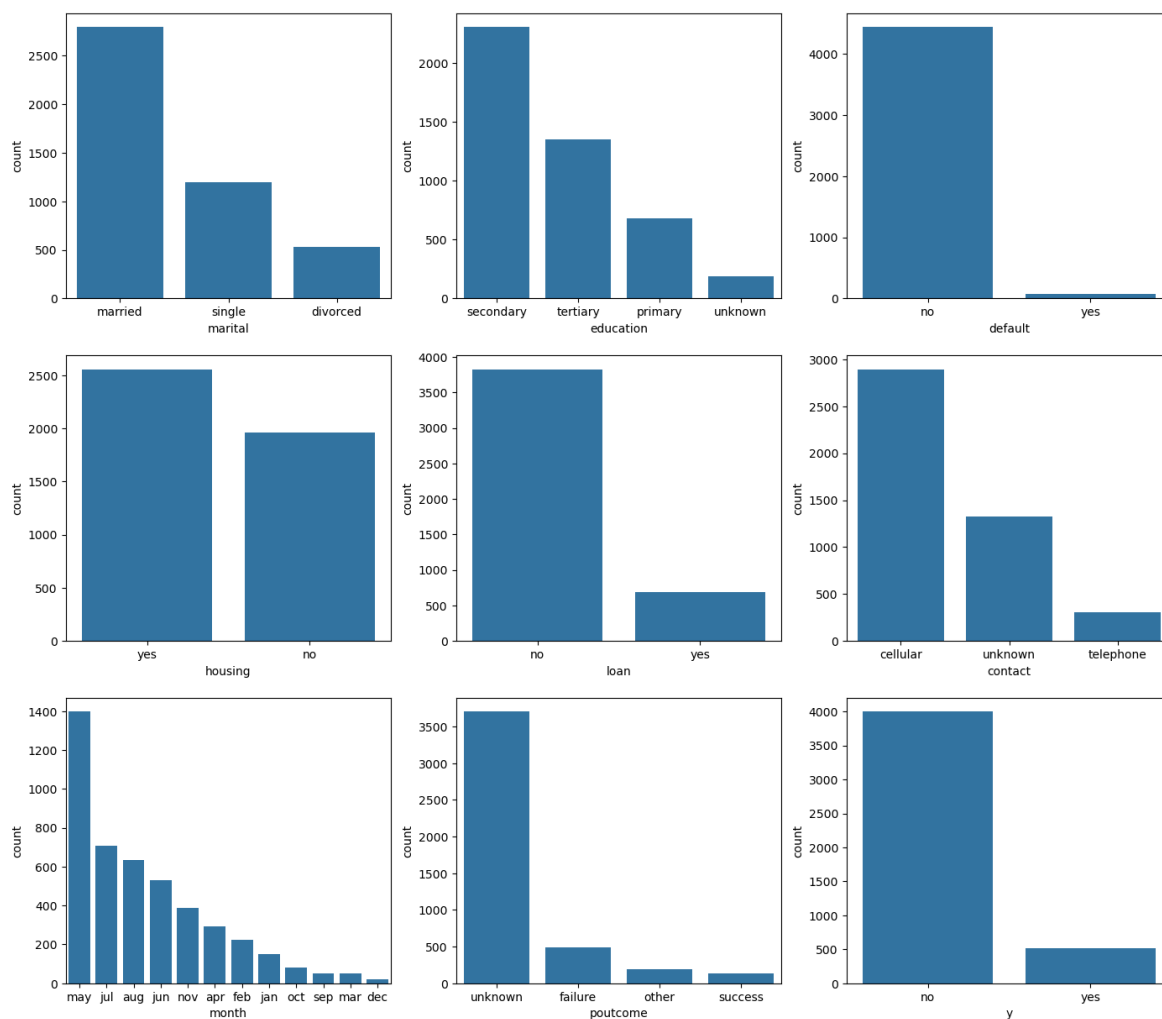 2500
2000
1500
1000
500
0
count
married single divorced
marital
2000
1500
1000
500
0
count
secondary tertiary primary unknown
education
4000
3000
2000
1000
0
count
no yes
default
2500
2000
1500
1000
500
0
count
yes no
housing
4000
3500
3000
2500
2000
1500
1000
500
0
count
no yes
loan
3000
2500
2000
1500
1000
500
0
count
cellular unknown telephone
contact
1400
1200
1000
800
600
400
200
0
count
may jul aug jun nov apr feb jan oct sep mar dec
month
3500
3000
2500
2000
1500
1000
500
0
count
unknown failure other success
poutcome
4000
3500
3000
2500
2000
1500
1000
500
0
count
no yes
y